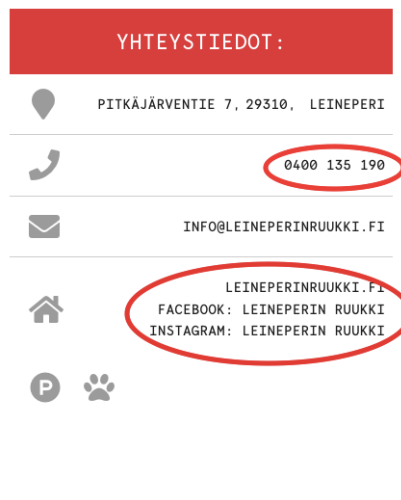 YHTEYSTIEDOT:
PITKÄJÄRVENTIE 7, 29310, LEINEPERI
0400 135 190
INFO@LEINEPERINRUUKKI.FI
LEINEPERINRUUKKI.FI
FACEBOOK: LEINEPERIN RUUKKI
INSTAGRAM: LEINEPERIN RUUKKI
P